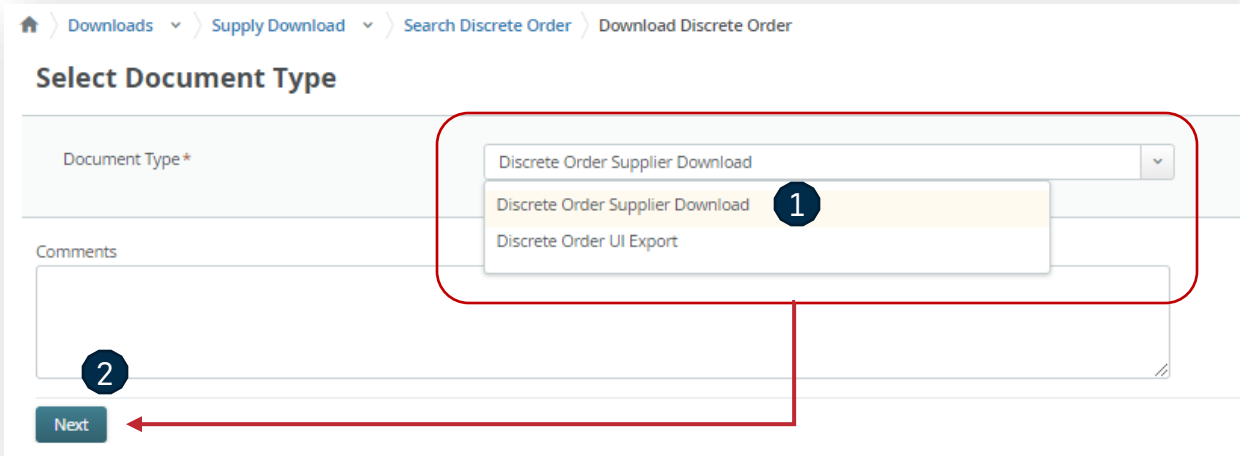 Downloads Supply Download Search Discrete Order Download Discrete Order
Select Document Type
Document Type* Discrete Order Supplier Download
Discrete Order Supplier Download 1
Discrete Order UI Export
Comments
2
Next